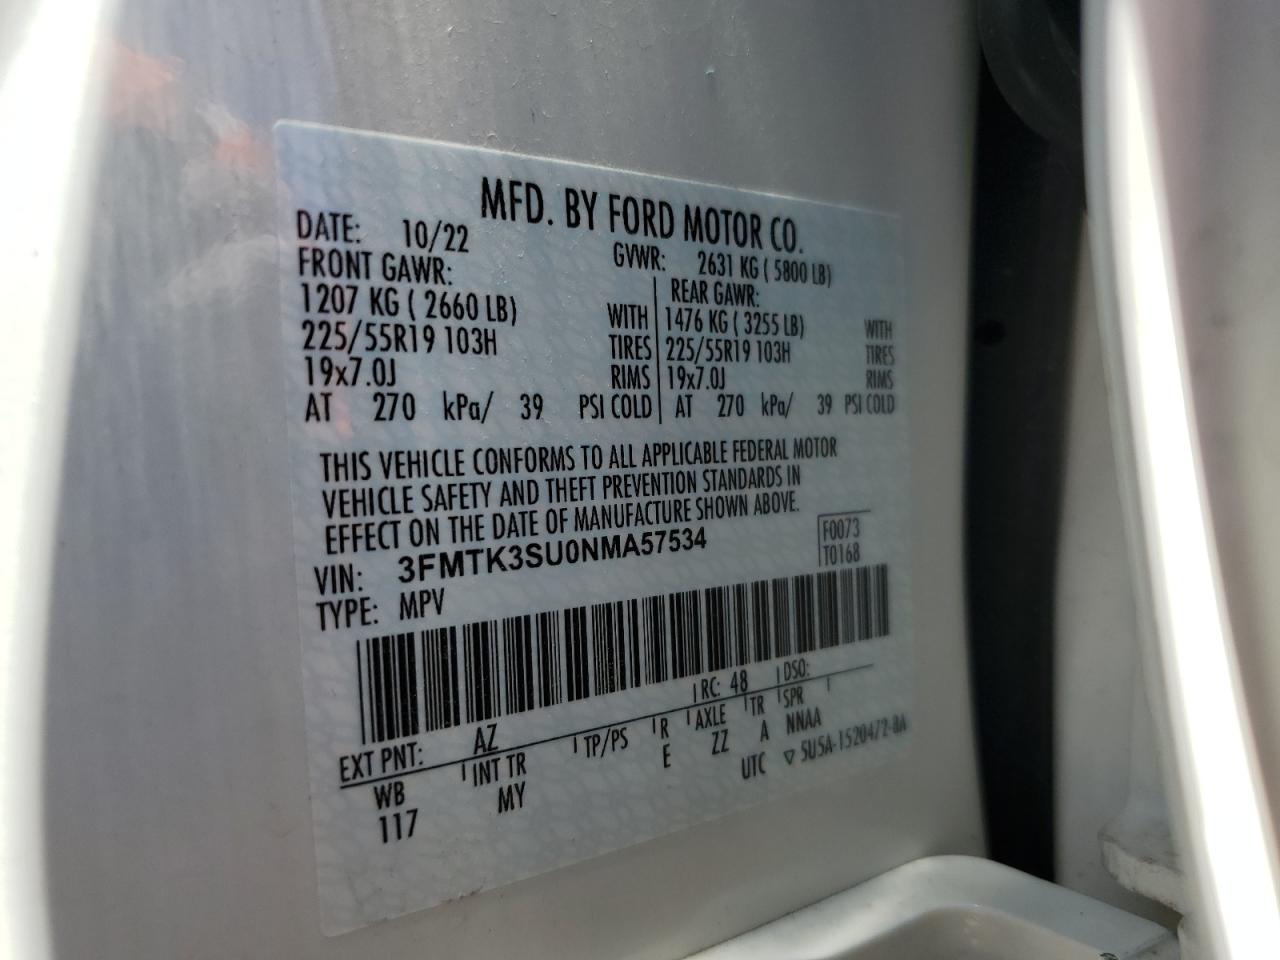 MFD. BY FORD MOTOR CO.
DATE: 10/22 GVWR: 2631 KG ( 5800 LB)
FRONT GAWR: REAR GAWR:
1207 KG ( 2660 LB) WITH 1476 KG ( 3255 LB) WITH
225/55R19 103H TIRES 225/55R19 103H TIRES
19x7.0J RIMS 19x7.0J RIMS
AT 270 kPa/ 39 PSI COLD AT 270 kPa/ 39 PSI COLD
THIS VEHICLE CONFORMS TO ALL APPLICABLE FEDERAL MOTOR
VEHICLE SAFETY AND THEFT PREVENTION STANDARDS IN
EFFECT ON THE DATE OF MANUFACTURE SHOWN ABOVE.
VIN: 3FMTK3SU0NMA57534 F0073
TYPE: MPV T0168
EXT PNT: AZ RC: 48 DSO:
WB INT TR TP/PS R AXLE TR SPR
117 MY E ZZ A NNAA
UTC ▽ 5U5A-1520472-BA